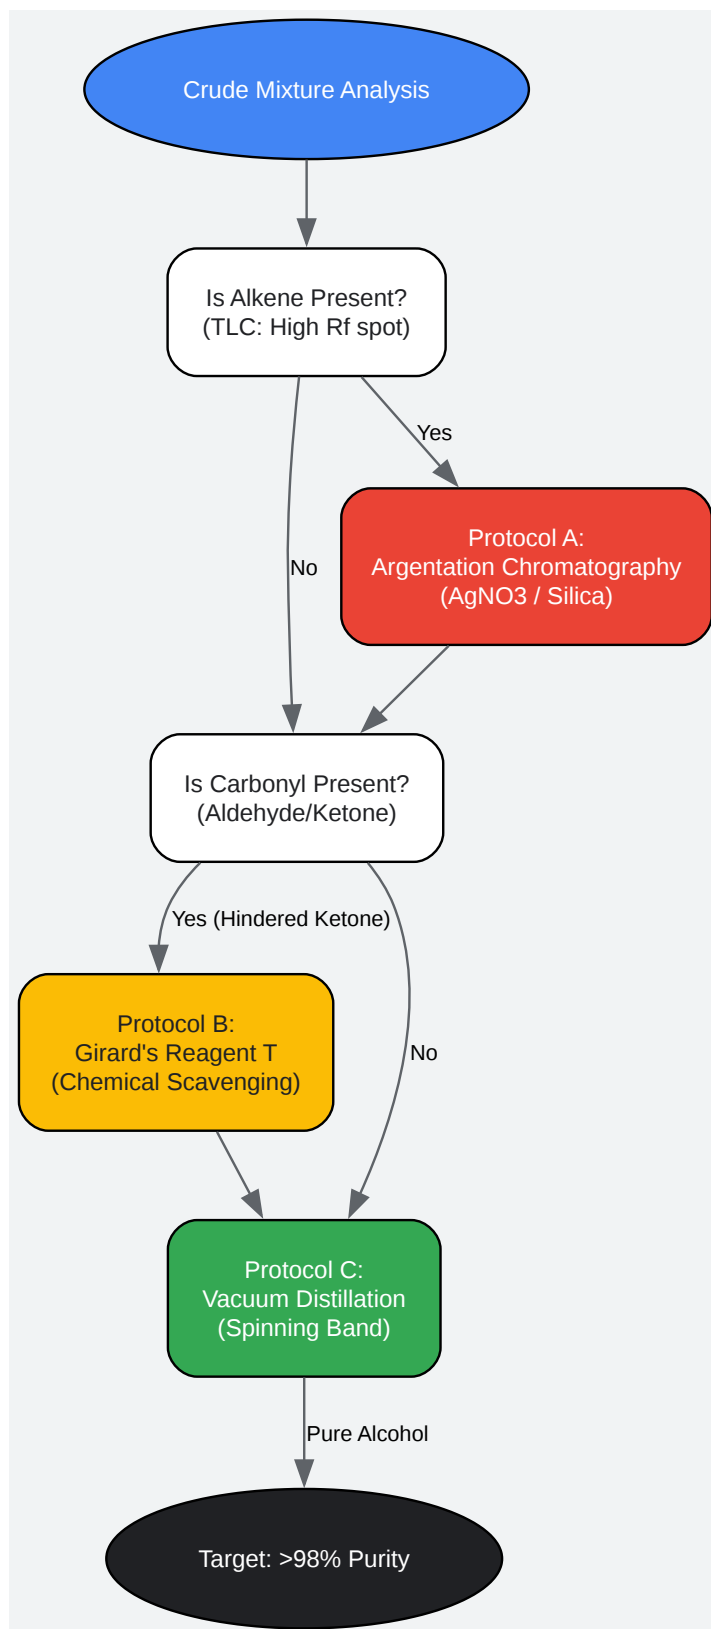 Crude Mixture Analysis
Is Alkene Present?
(TLC: High Rf spot)
Yes
Protocol A:
Argentation Chromatography
(AgNO3 / Silica)
No
Is Carbonyl Present?
(Aldehyde/Ketone)
Yes (Hindered Ketone)
Protocol B:
Girard's Reagent T
(Chemical Scavenging)
No
Protocol C:
Vacuum Distillation
(Spinning Band)
Pure Alcohol
Target: >98% Purity